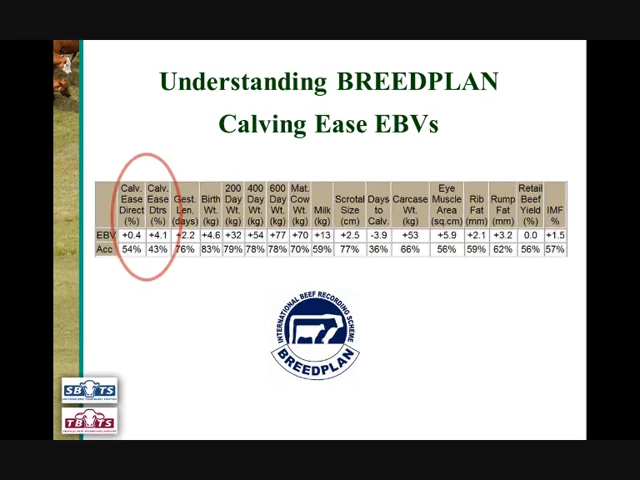 Understanding BREEDPLAN
Calving Ease EBVs
Calv. Ease Direct (%) Calv. Ease Dtrs (%) Gest. Len. (days) Birth Wt. (kg) 200 Day Wt. (kg) 400 Day Wt. (kg) 600 Day Wt. (kg) Mat. Cow Wt. (kg) Milk (kg) Scrotal Size (cm) Days to Calv. Carcase Wt. (kg) Eye Muscle Area (sq.cm) Rib Fat (mm) Rump Fat (mm) Retail Beef Yield (%) IMF %
EBV +0.4 +4.1 +2.2 +4.6 +32 +54 +77 +70 +13 +2.5 -3.9 +53 +5.9 +2.1 +3.2 0.0 +1.5
Acc 54% 43% 76% 83% 79% 78% 78% 70% 59% 77% 36% 66% 56% 59% 62% 56% 57%
INTERNATIONAL BEEF RECORDING SCHEME
BREEDPLAN
SBTS
TBTS